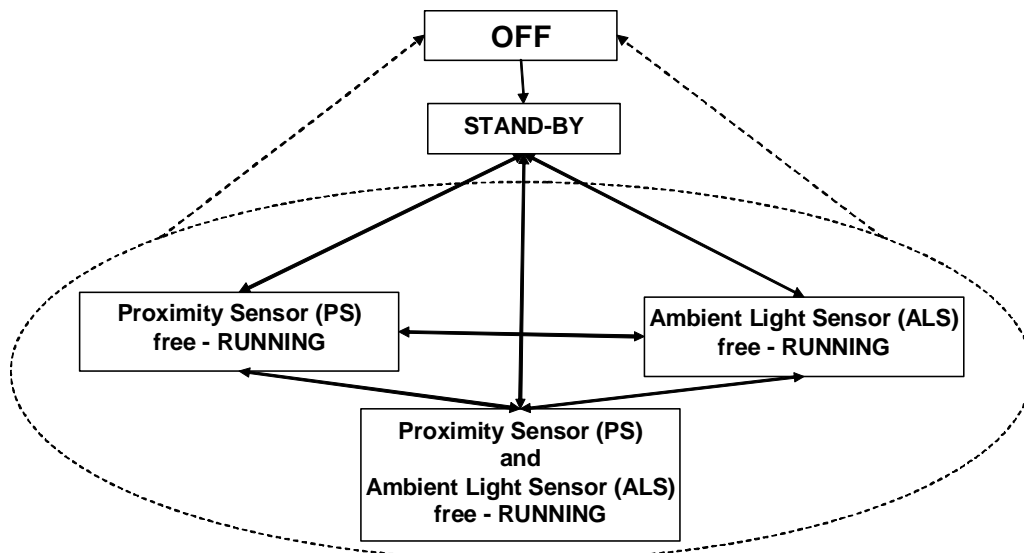 OFF
STAND-BY
Proximity Sensor (PS)
free - RUNNING
Ambient Light Sensor (ALS)
free - RUNNING
Proximity Sensor (PS)
and
Ambient Light Sensor (ALS)
free - RUNNING